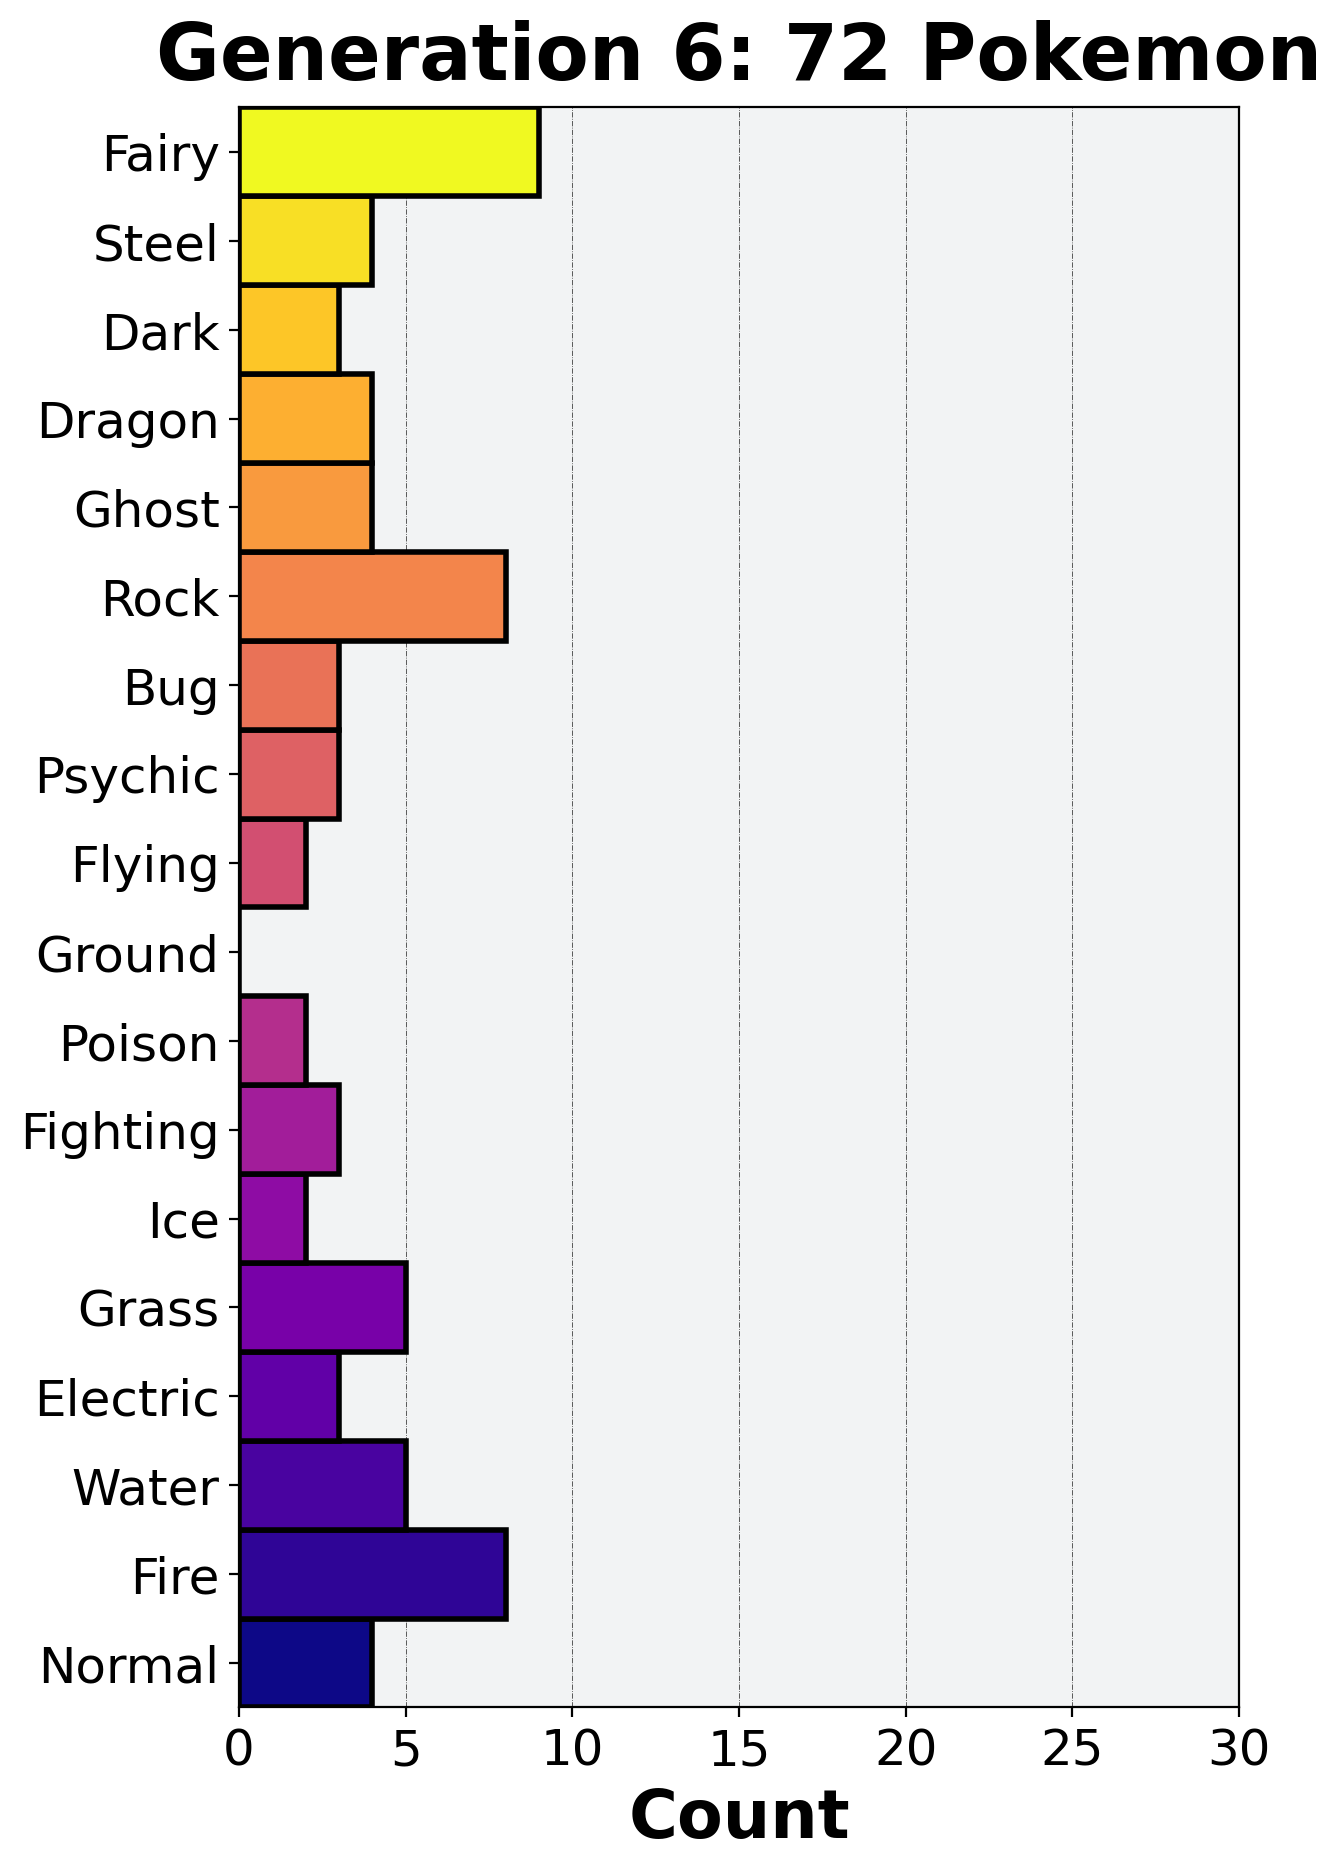 Generation 6: 72 Pokemon
Fairy
Steel
Dark
Dragon
Ghost
Rock
Bug
Psychic
Flying
Ground
Poison
Fighting
Ice
Grass
Electric
Water
Fire
Normal
0 5 10 15 20 25 30
Count